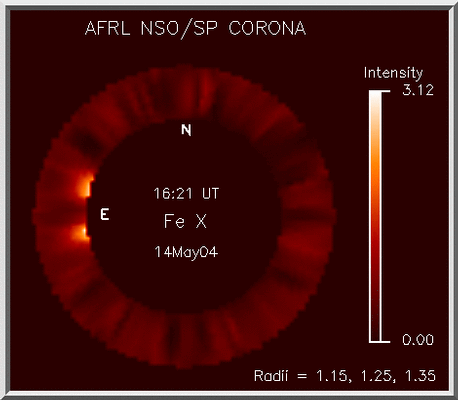 AFRL NSO/SP CORONA
Intensity
3.12
N
16:21 UT
E
Fe X
14May04
0.00
Radii = 1.15, 1.25, 1.35